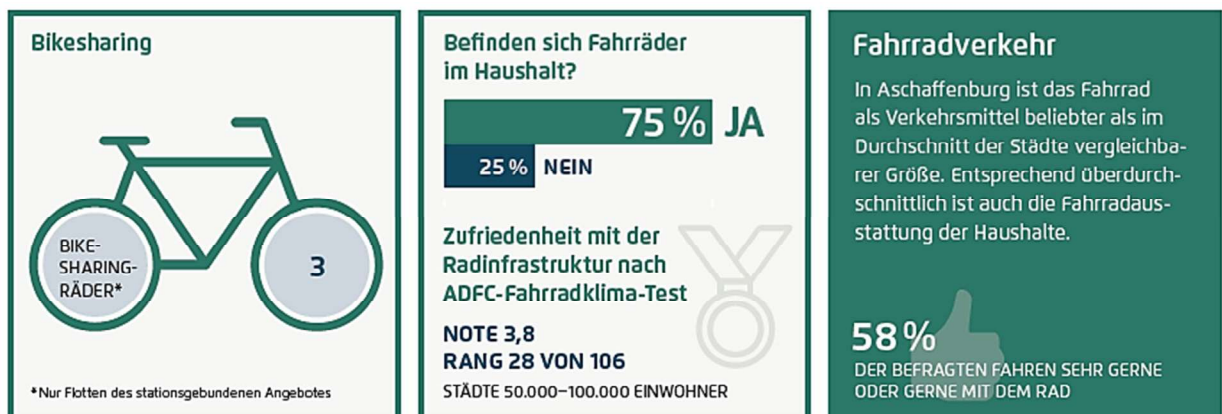 Bikesharing
BIKE-
SHARING-
RÄDER*
3
*Nur Flotten des stationsgebundenen Angebotes
Befinden sich Fahrräder
im Haushalt?
75 % JA
25 % NEIN
Zufriedenheit mit der
Radinfrastruktur nach
ADFC-Fahrradklima-Test
NOTE 3,8
RANG 28 VON 106
STÄDTE 50.000–100.000 EINWOHNER
Fahrradverkehr
In Aschaffenburg ist das Fahrrad
als Verkehrsmittel beliebter als im
Durchschnitt der Städte vergleichba-
rer Größe. Entsprechend überdurch-
schnittlich ist auch die Fahrradaus-
stattung der Haushalte.
58 %
DER BEFRAGTEN FAHREN SEHR GERNE
ODER GERNE MIT DEM RAD